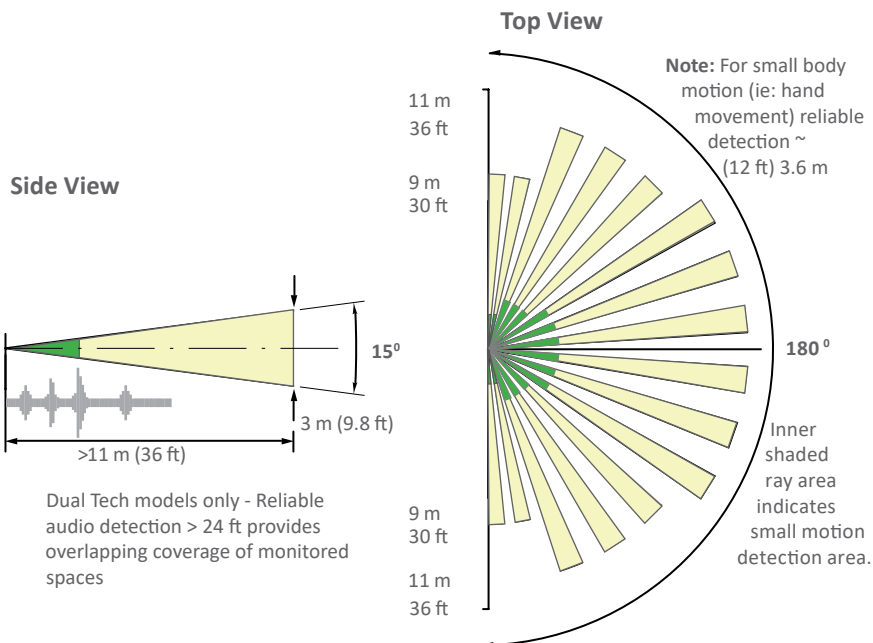 Top View
Note: For small body
motion (ie: hand
movement) reliable
detection ~
(12 ft) 3.6 m
11 m
36 ft
9 m
30 ft
Side View
15⁰
180 ⁰
3 m (9.8 ft)
>11 m (36 ft)
Dual Tech models only - Reliable
audio detection > 24 ft provides
overlapping coverage of monitored
spaces
9 m
30 ft
11 m
36 ft
Inner
shaded
ray area
indicates
small motion
detection area.